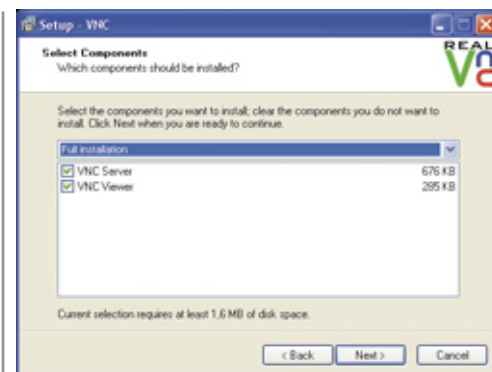 Setup - VNC
Select Components
Which components should be installed?
REAL
VNC
Select the components you want to install; clear the components you do not want to
install. Click Next when you are ready to continue.
Full installation
VNC Server 676 KB
VNC Viewer 285 KB
Current selection requires at least 1,6 MB of disk space.
< Back Next > Cancel